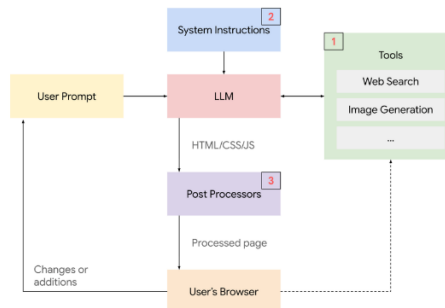 2
System Instructions
1
Tools
Web Search
Image Generation
...
User Prompt
LLM
HTML/CSS/JS
3
Post Processors
Processed page
Changes or
additions
User's Browser